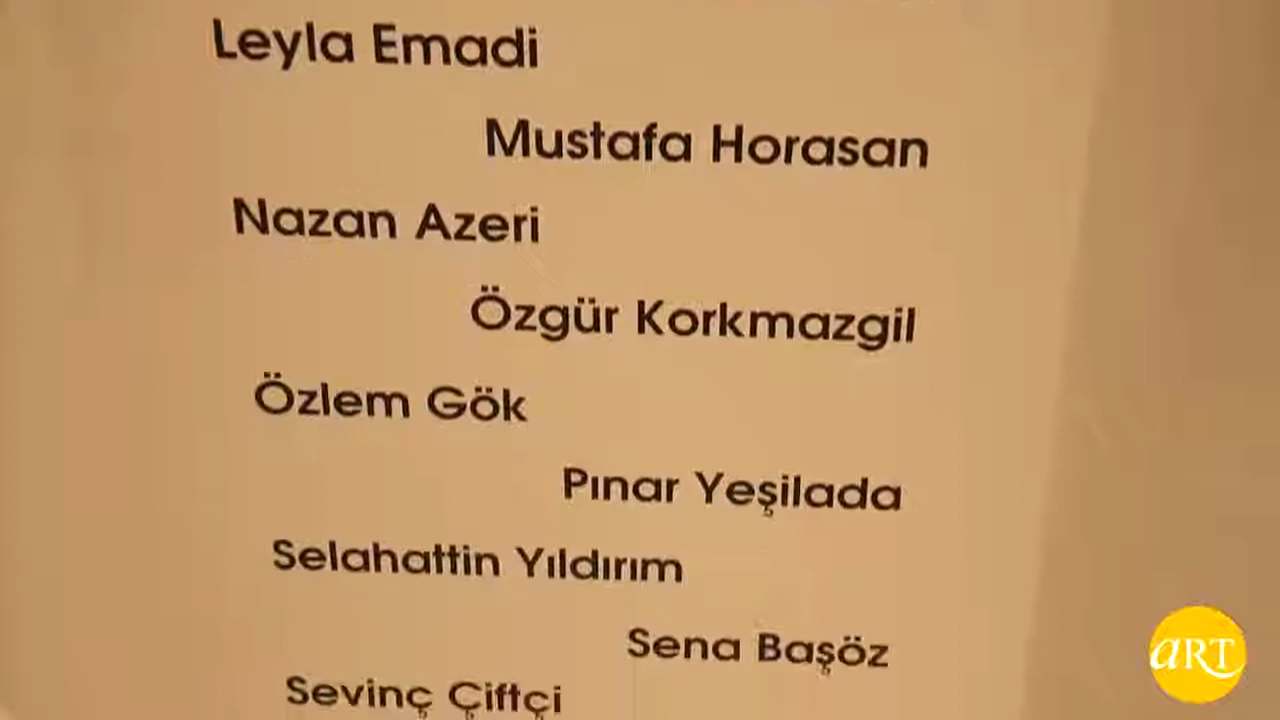 Leyla Emadi
Mustafa Horasan
Nazan Azeri
Özgür Korkmazgil
Özlem Gök
Pınar Yeşilada
Selahattin Yıldırım
Sena Başöz
Sevinç Çiftçi
aRT